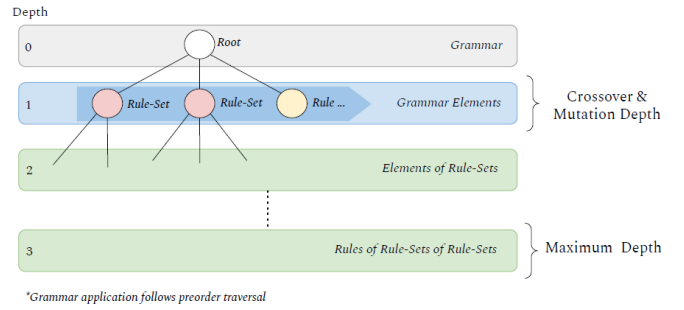 Depth
0
Root
Grammar
1
Rule-Set
Rule-Set
Rule ...
Grammar Elements
Crossover &
Mutation Depth
2
Elements of Rule-Sets
3
Rules of Rule-Sets of Rule-Sets
Maximum Depth
*Grammar application follows preorder traversal